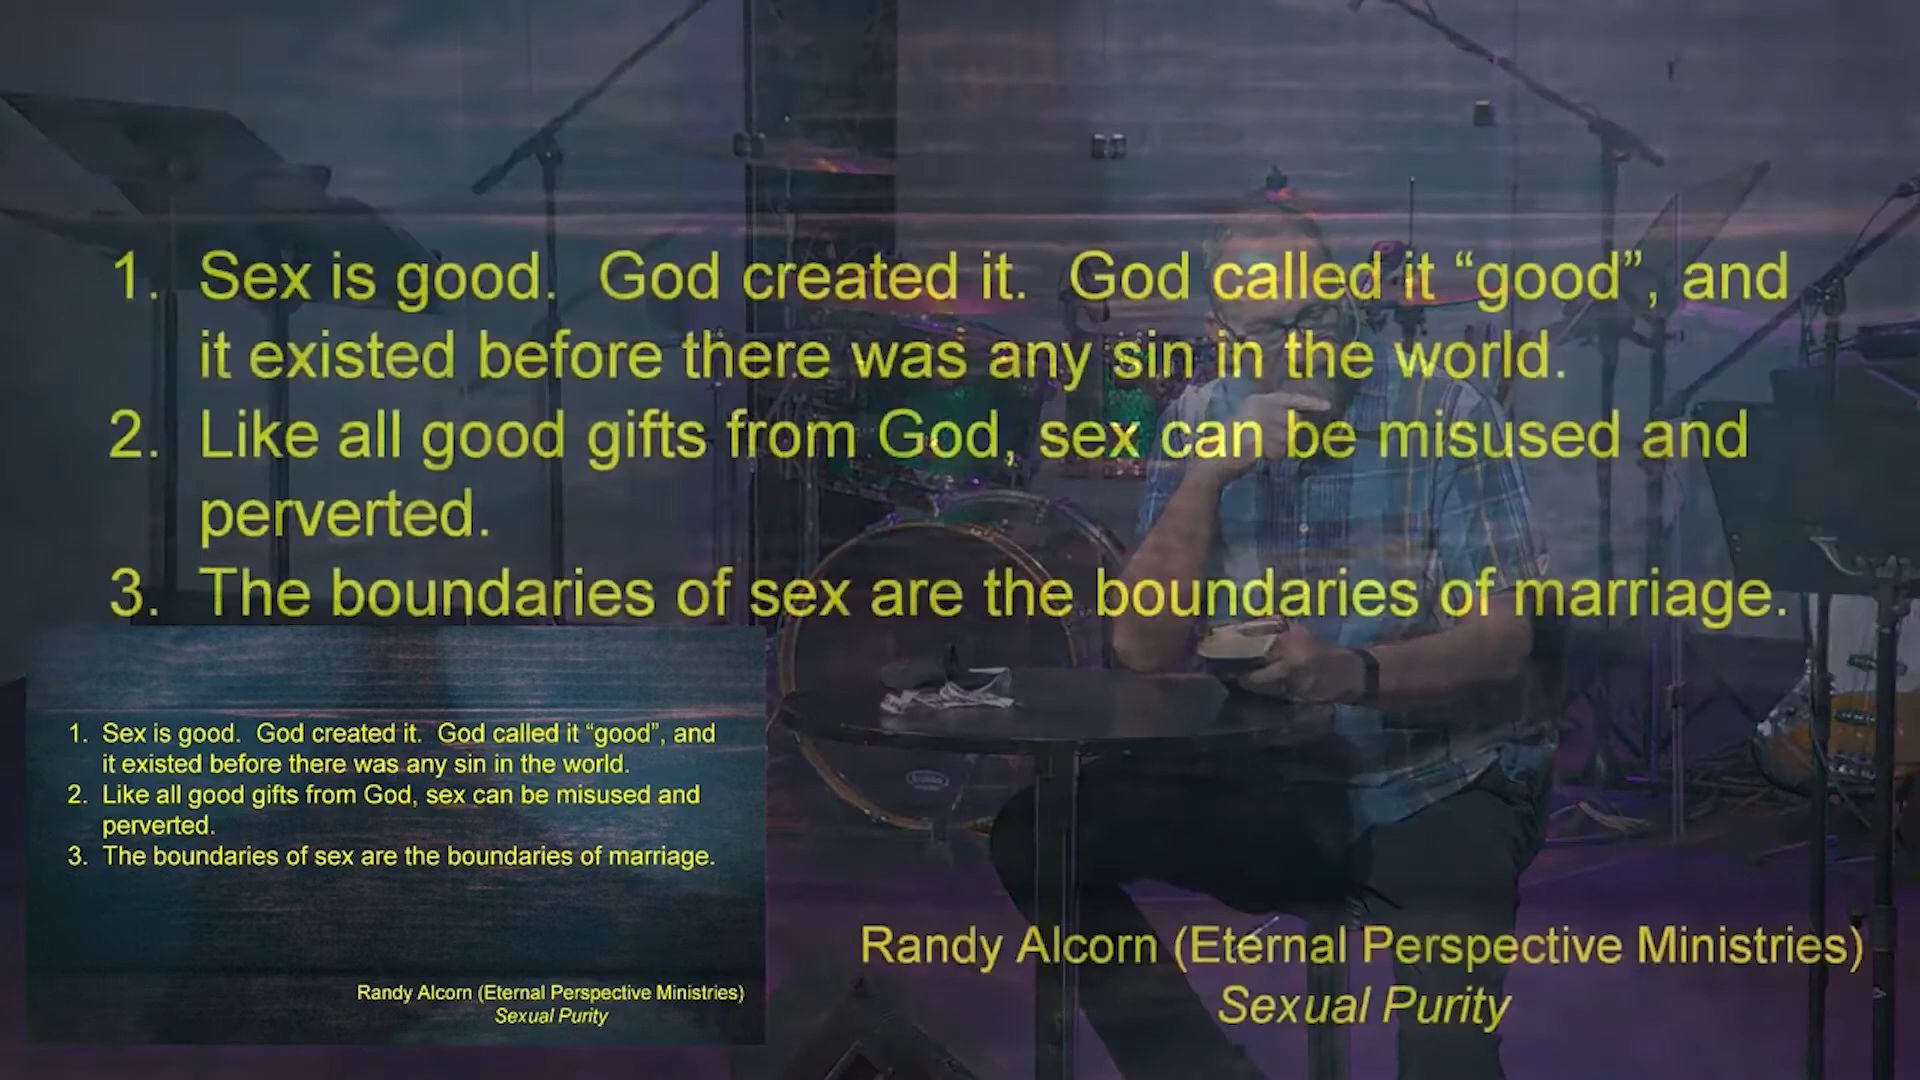 1. Sex is good. God created it. God called it “good”, and
it existed before there was any sin in the world.
2. Like all good gifts from God, sex can be misused and
perverted.
3. The boundaries of sex are the boundaries of marriage.
1. Sex is good. God created it. God called it “good”, and
it existed before there was any sin in the world.
2. Like all good gifts from God, sex can be misused and
perverted.
3. The boundaries of sex are the boundaries of marriage.
Randy Alcorn (Eternal Perspective Ministries)
Sexual Purity
Randy Alcorn (Eternal Perspective Ministries)
Sexual Purity